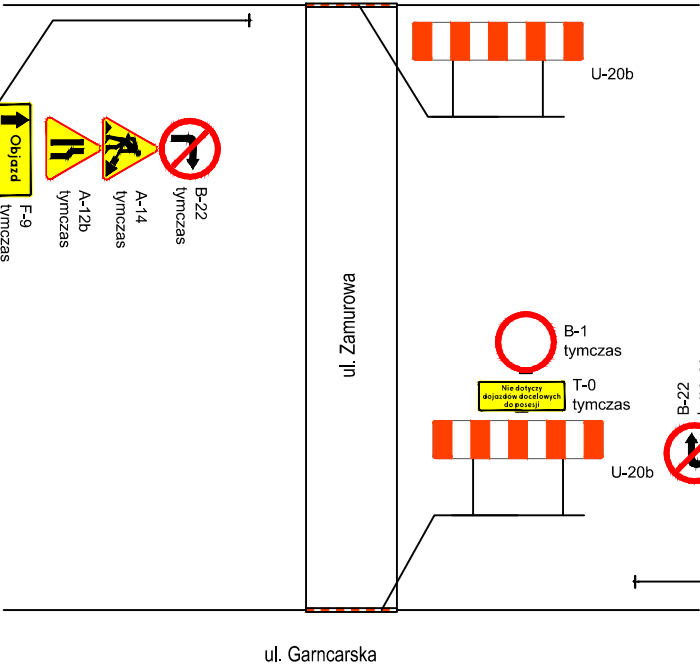 U-20b
Objazd
B-22
tymczas
A-14
tymczas
A-12b
tymczas
F-9
tymczas
ul. Zamurowa
B-1
tymczas
T-0
tymczas
Nie dotyczy
dojazdów docelowych
do posesji
B-22
U-20b
ul. Garncarska